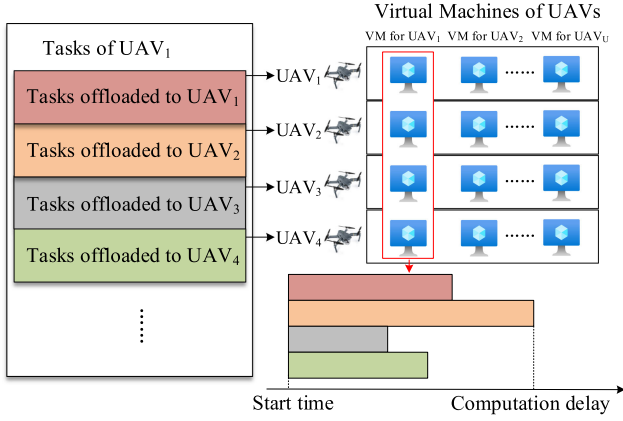 Virtual Machines of UAVs
Tasks of UAV₁
VM for UAV₁ VM for UAV₂ VM for UAVU
Tasks offloaded to UAV₁
UAV₁
Tasks offloaded to UAV₂
UAV₂
Tasks offloaded to UAV₃
UAV₃
Tasks offloaded to UAV₄
UAV₄
Start time
Computation delay